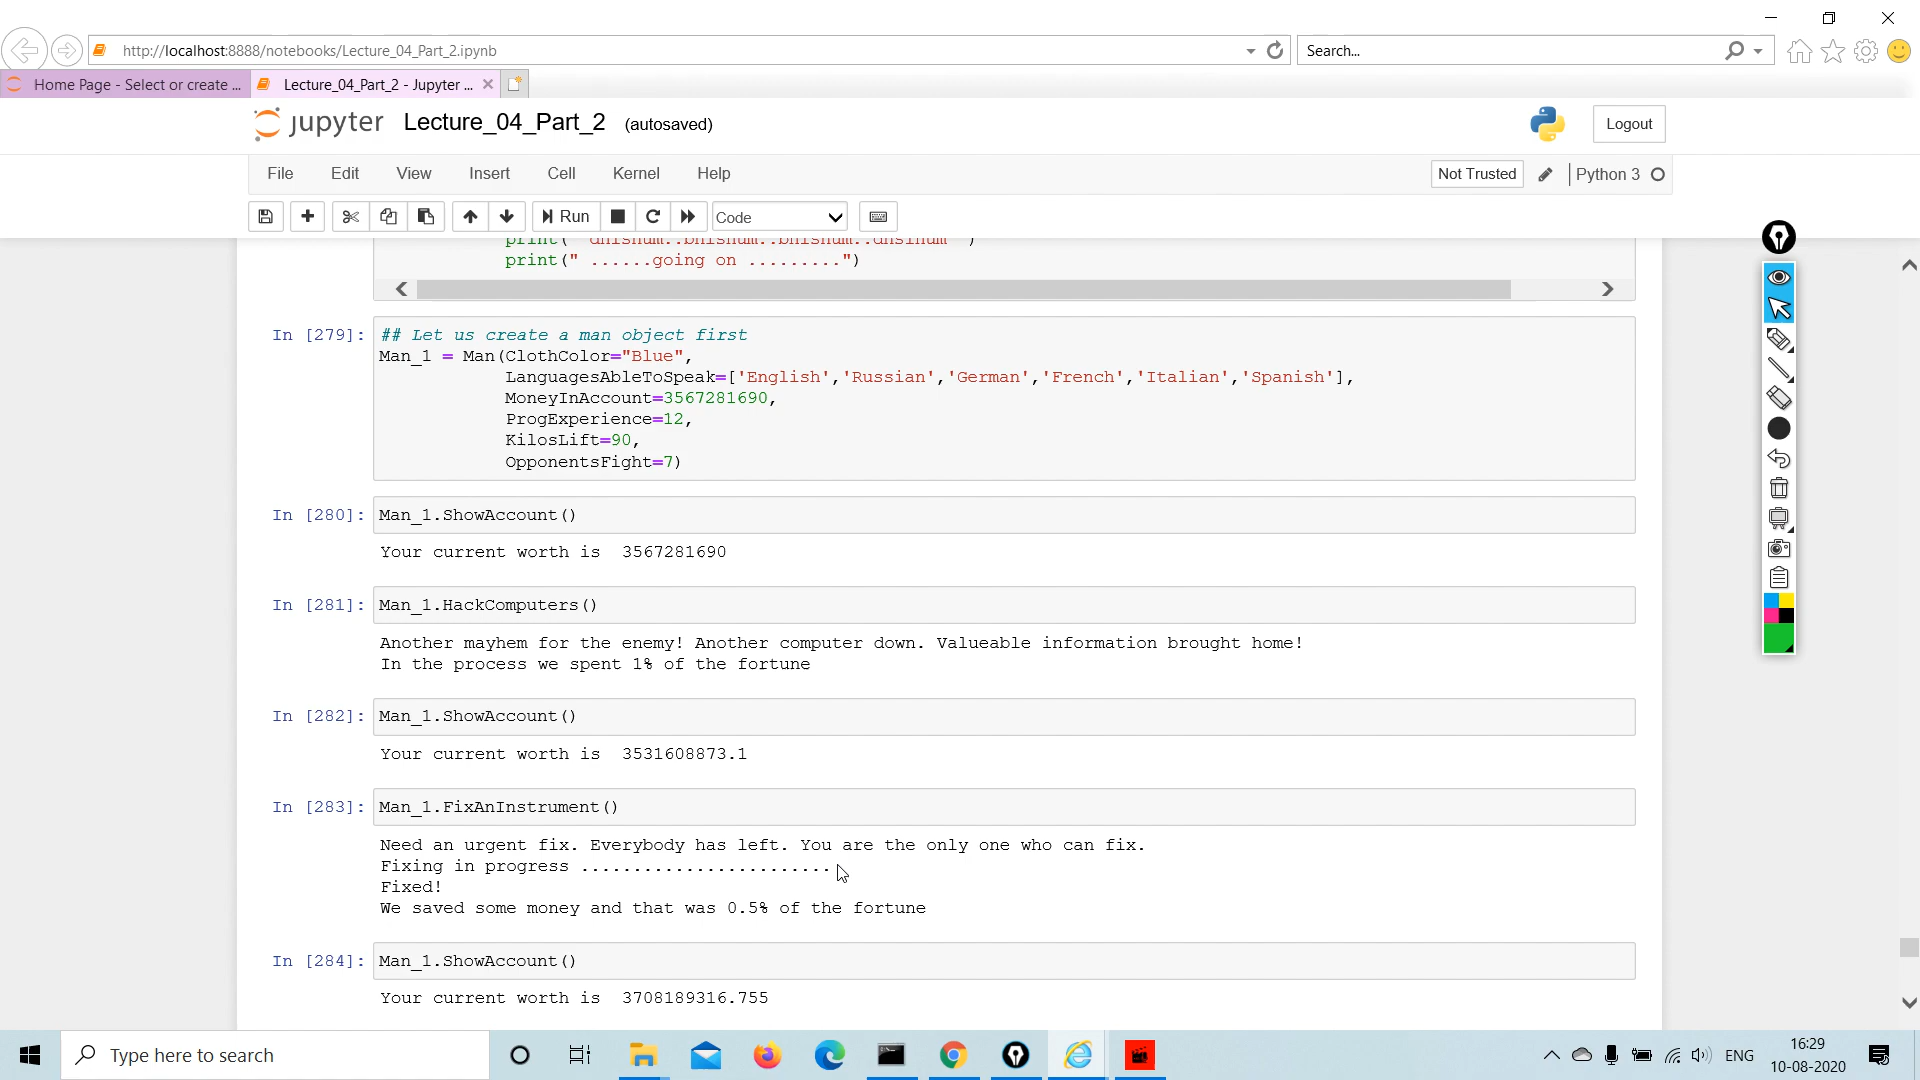 http://localhost:8888/notebooks/Lecture_04_Part_2.ipynb
Search...
Home Page - Select or create ...
Lecture_04_Part_2 - Jupyter ...
jupyter Lecture_04_Part_2 (autosaved)
Logout
File Edit View Insert Cell Kernel Help
Not Trusted
Python 3
Run
Code
print(" ......going on .........")
In [279]: ## Let us create a man object first
Man_1 = Man(ClothColor="Blue",
LanguagesAbleToSpeak=['English','Russian','German','French','Italian','Spanish'],
MoneyInAccount=3567281690,
ProgExperience=12,
KilosLift=90,
OpponentsFight=7)
In [280]: Man_1.ShowAccount()
Your current worth is  3567281690
In [281]: Man_1.HackComputers()
Another mayhem for the enemy! Another computer down. Valueable information brought home!
In the process we spent 1% of the fortune
In [282]: Man_1.ShowAccount()
Your current worth is  3531608873.1
In [283]: Man_1.FixAnInstrument()
Need an urgent fix. Everybody has left. You are the only one who can fix.
Fixing in progress ........................
Fixed!
We saved some money and that was 0.5% of the fortune
In [284]: Man_1.ShowAccount()
Your current worth is  3708189316.755
Type here to search
ENG
16:29
10-08-2020